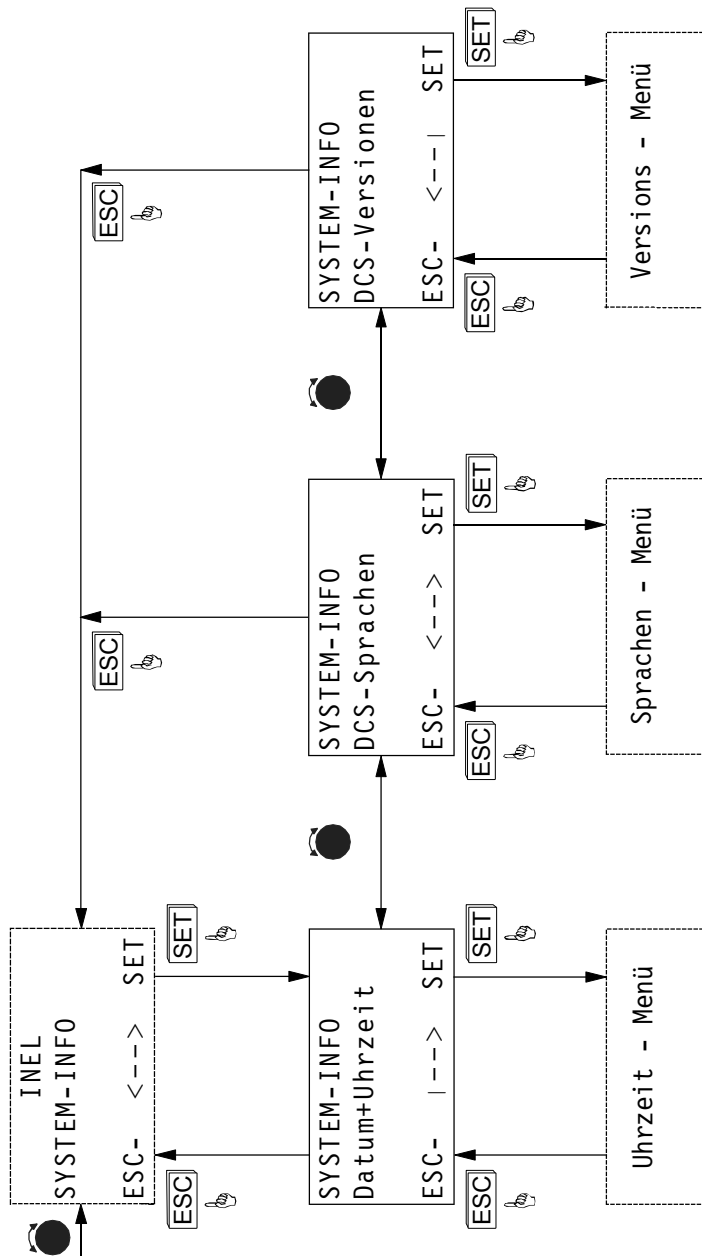 INEL
SYSTEM-INFO
ESC- <--> SET
ESC
SET
ESC
ESC
SYSTEM-INFO
Datum+Uhrzeit
ESC- |--> SET
SYSTEM-INFO
DCS-Sprachen
ESC- <--> SET
SYSTEM-INFO
DCS-Versionen
ESC- <--| SET
ESC
SET
ESC
SET
ESC
SET
Uhrzeit - Menü
Sprachen - Menü
Versions - Menü